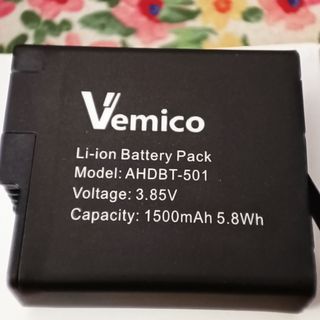 Vemico
Li-ion Battery Pack
Model: AHDBT-501
Voltage: 3.85V
Capacity: 1500mAh 5.8Wh